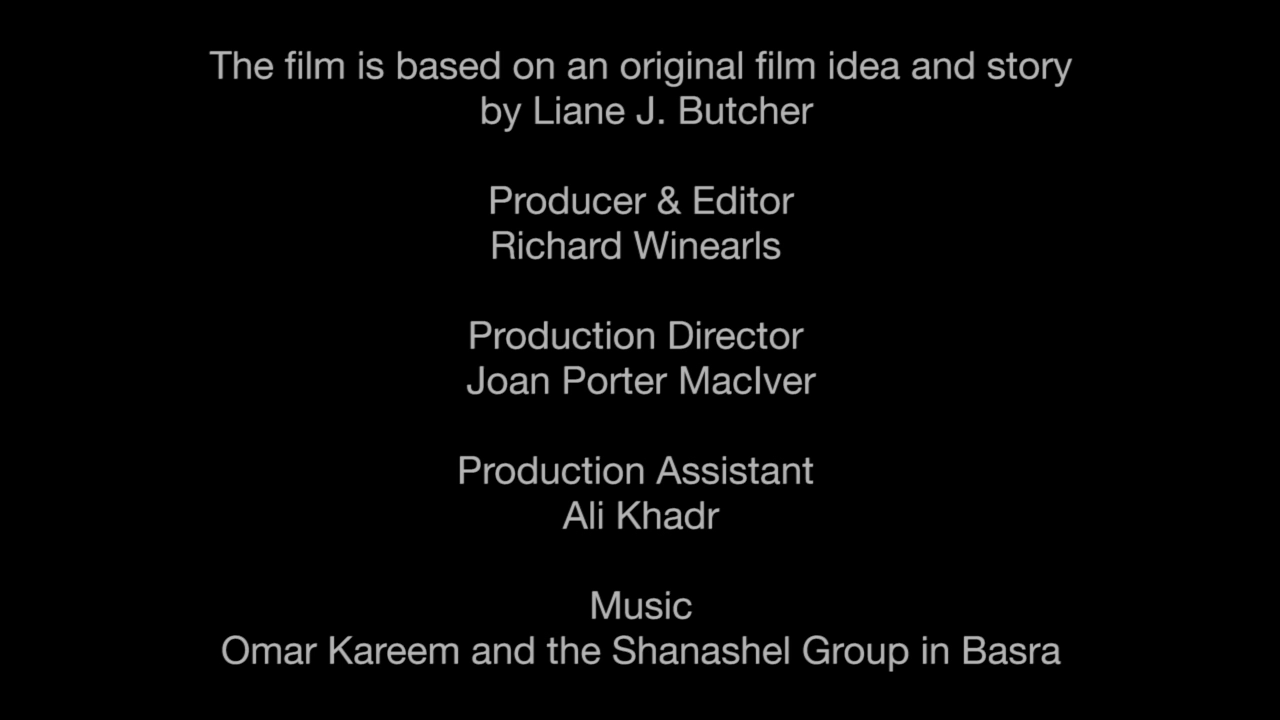 The film is based on an original film idea and story
by Liane J. Butcher
Producer & Editor
Richard Winearls
Production Director
Joan Porter MacIver
Production Assistant
Ali Khadr
Music
Omar Kareem and the Shanashel Group in Basra